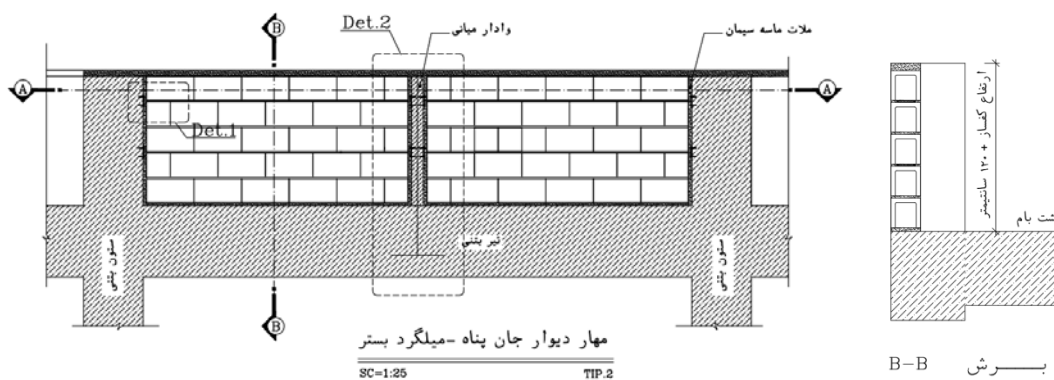 B
Det.2
وادار میانی
ملات ماسه سیمان
A
A
Det.1
ارتفاع کفساز + ۱۲۰ سانتیمتر
شت بام
ستون بتنی
تیر بتنی
ستون بتنی
B
مهار دیوار جان پناه -میلگرد بستر
SC=1:25
TIP.2
برش B-B